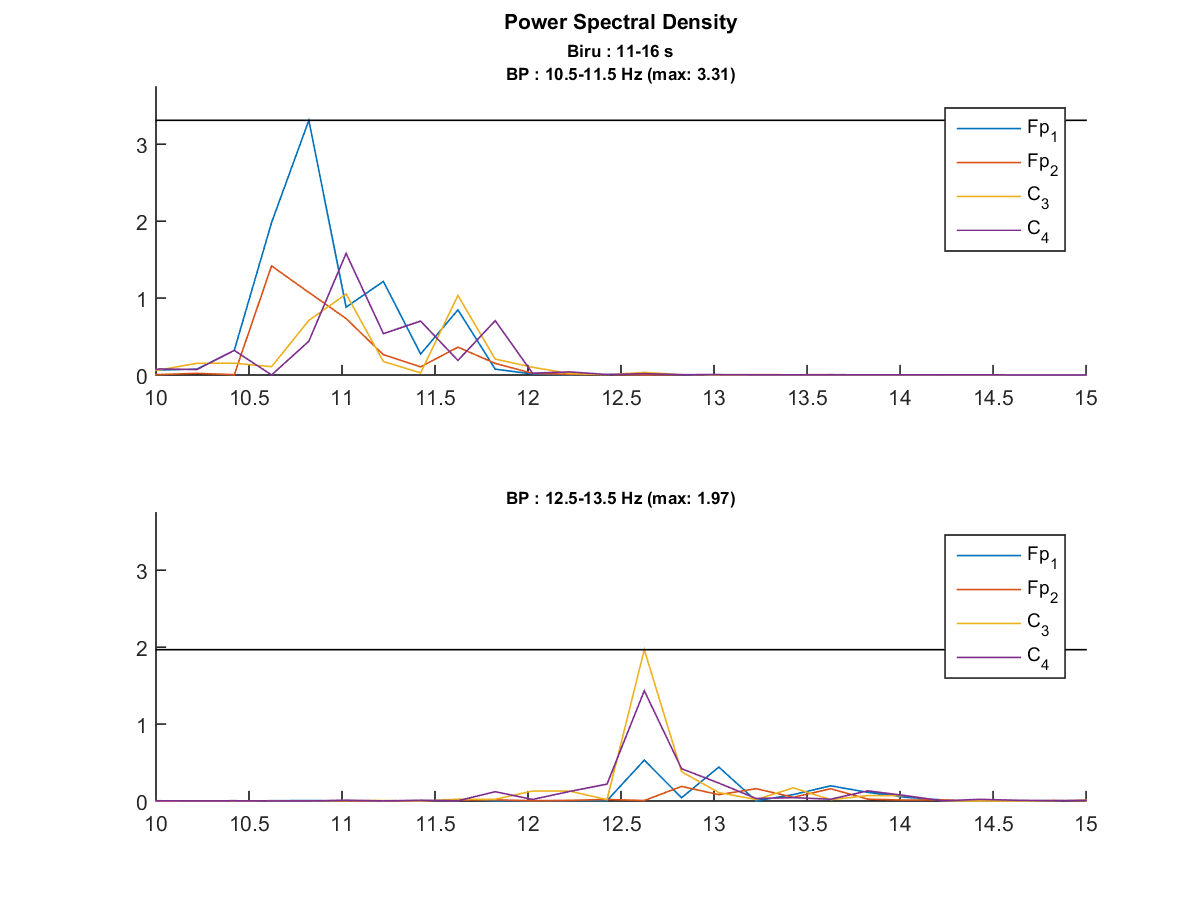 Power Spectral Density
Biru : 11-16 s
BP : 10.5-11.5 Hz (max: 3.31)
3
2
1
0
10 10.5 11 11.5 12 12.5 13 13.5 14 14.5 15
Fp1
Fp2
C3
C4
BP : 12.5-13.5 Hz (max: 1.97)
3
2
1
0
10 10.5 11 11.5 12 12.5 13 13.5 14 14.5 15
Fp1
Fp2
C3
C4